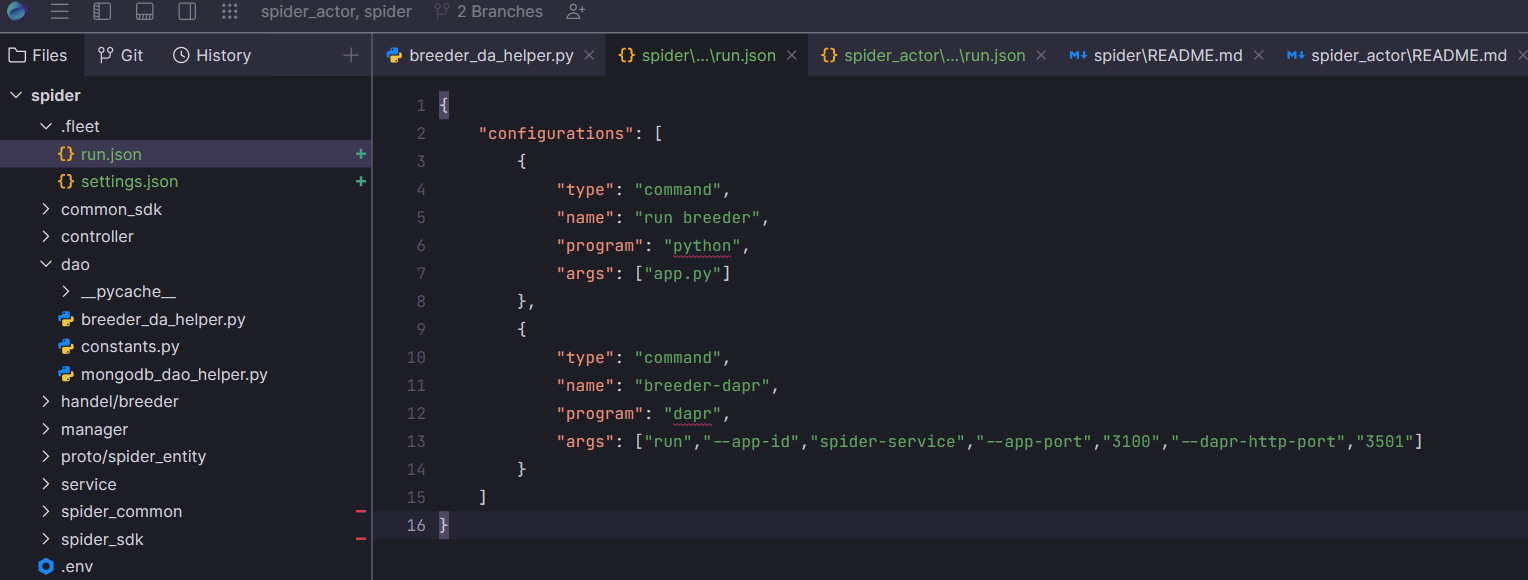 spider_actor, spider 2 Branches
Files Git History
breeder_da_helper.py spider\...\run.json spider_actor\...\run.json spider\README.md spider_actor\README.md
spider
.fleet
run.json
settings.json
common_sdk
controller
dao
__pycache__
breeder_da_helper.py
constants.py
mongodb_dao_helper.py
handel/breeder
manager
proto/spider_entity
service
spider_common
spider_sdk
.env
1 {
2 "configurations": [
3 {
4 "type": "command",
5 "name": "run breeder",
6 "program": "python",
7 "args": ["app.py"]
8 },
9 {
10 "type": "command",
11 "name": "breeder-dapr",
12 "program": "dapr",
13 "args": ["run","--app-id","spider-service","--app-port","3100","--dapr-http-port","3501"]
14 }
15 ]
16 }